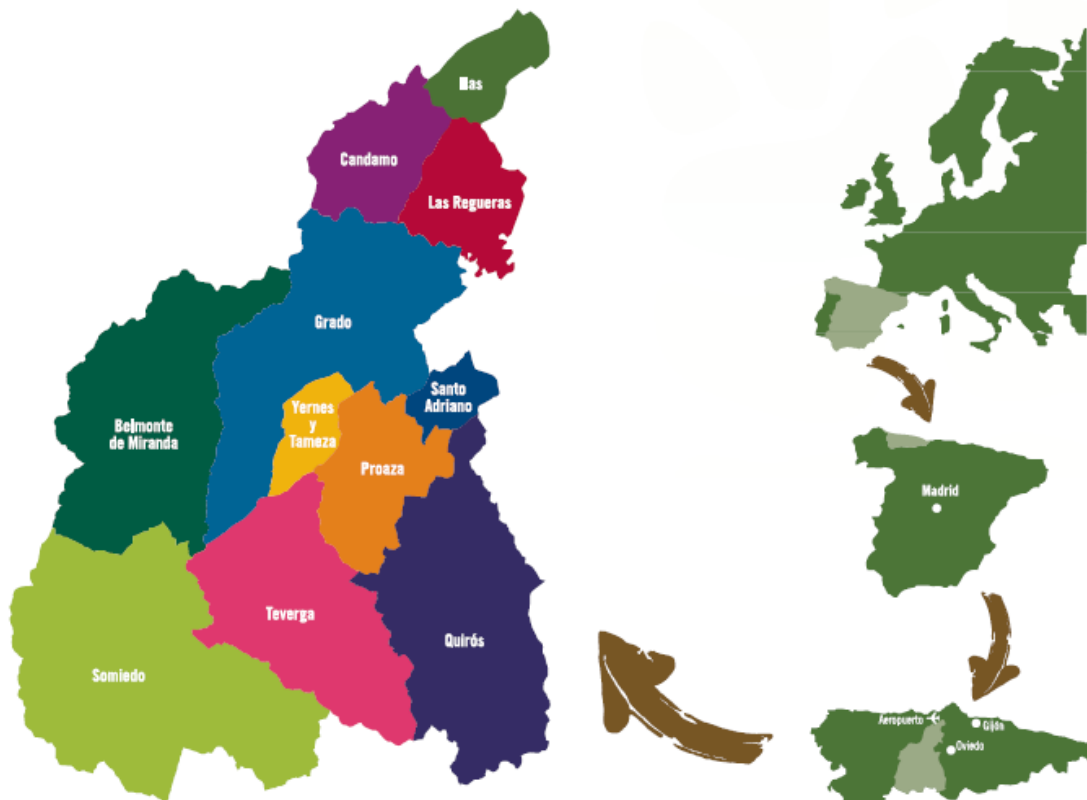 Illas
Candamo
Las Regueras
Grado
Santo
Adriano
Yernes
y
Tameza
Belmonte
de Miranda
Proaza
Teverga
Quirós
Somiedo
Madrid
Aeropuerto
Gijón
Oviedo